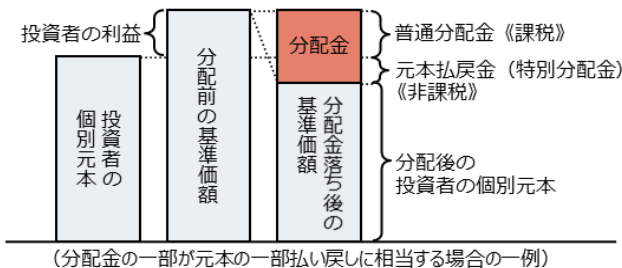 投資者の利益
投資者の
個別元本
分配前の基準価額
分配金
分配金落ち後の
基準価額
普通分配金《課税》
元本払戻金（特別分配金）
《非課税》
分配後の
投資者の個別元本
（分配金の一部が元本の一部払い戻しに相当する場合の一例）